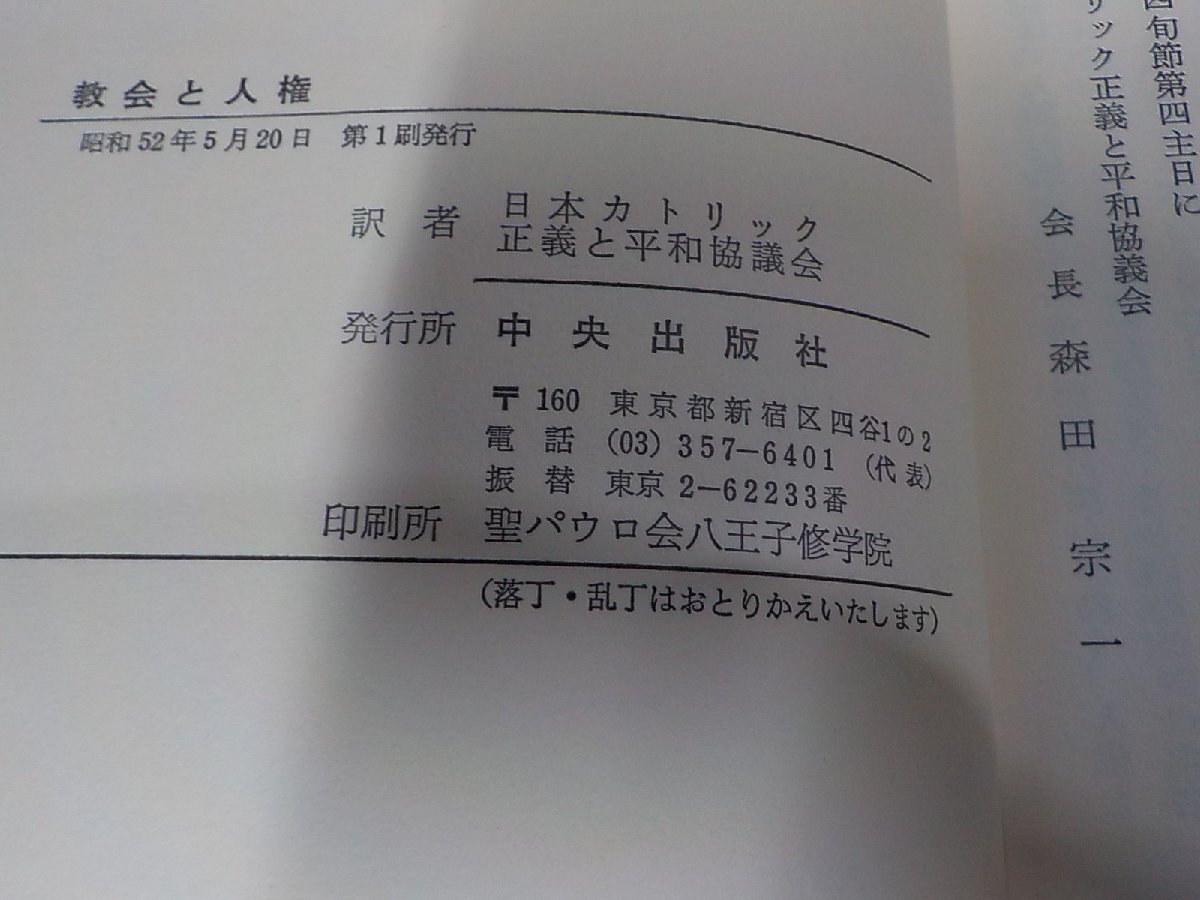 四旬節第四主日に
リック正義と平和協義会
会長 森田宗一
教会と人権
昭和52年5月20日 第1刷発行
訳者 日本カトリック
正義と平和協議会
発行所 中央出版社
〒160 東京都新宿区四谷1の2
電話 (03) 357-6401 (代表)
振替 東京 2-62233番
印刷所 聖パウロ会八王子修学院
(落丁・乱丁はおとりかえいたします)